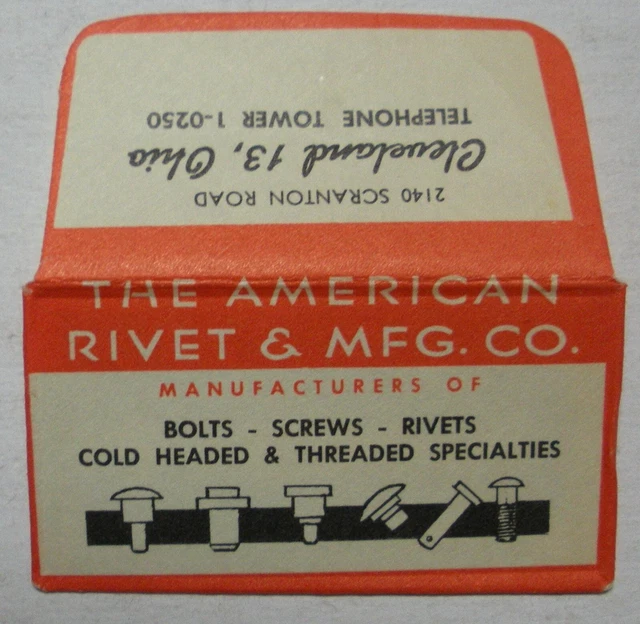 2140 SCRANTON ROAD
Cleveland 13, Ohio
TELEPHONE TOWER 1-0250
THE AMERICAN
RIVET & MFG. CO.
MANUFACTURERS OF
BOLTS - SCREWS - RIVETS
COLD HEADED & THREADED SPECIALTIES